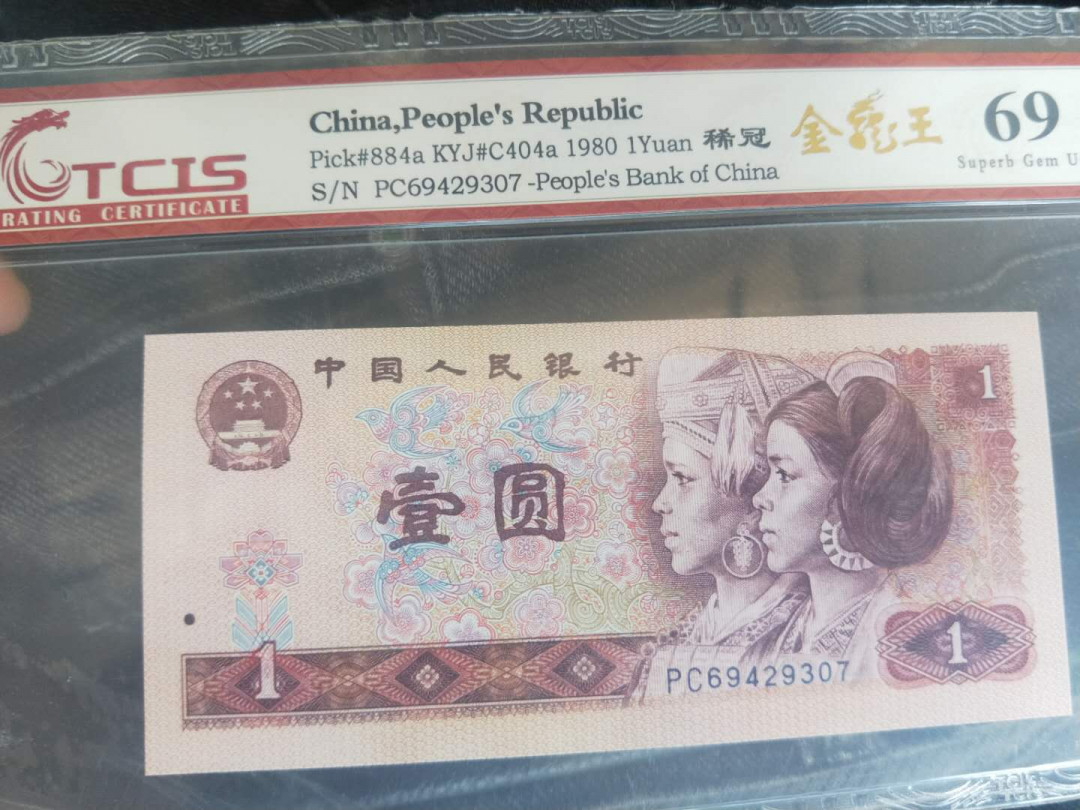 China,People's Republic
Pick#884a KYJ#C404a 1980 1Yuan 稀冠
S/N PC69429307 -People's Bank of China
金龍王
69
Superb Gem U
TCIS
RATING CERTIFICATE
中国人民银行
1
壹圆
1
1
PC69429307